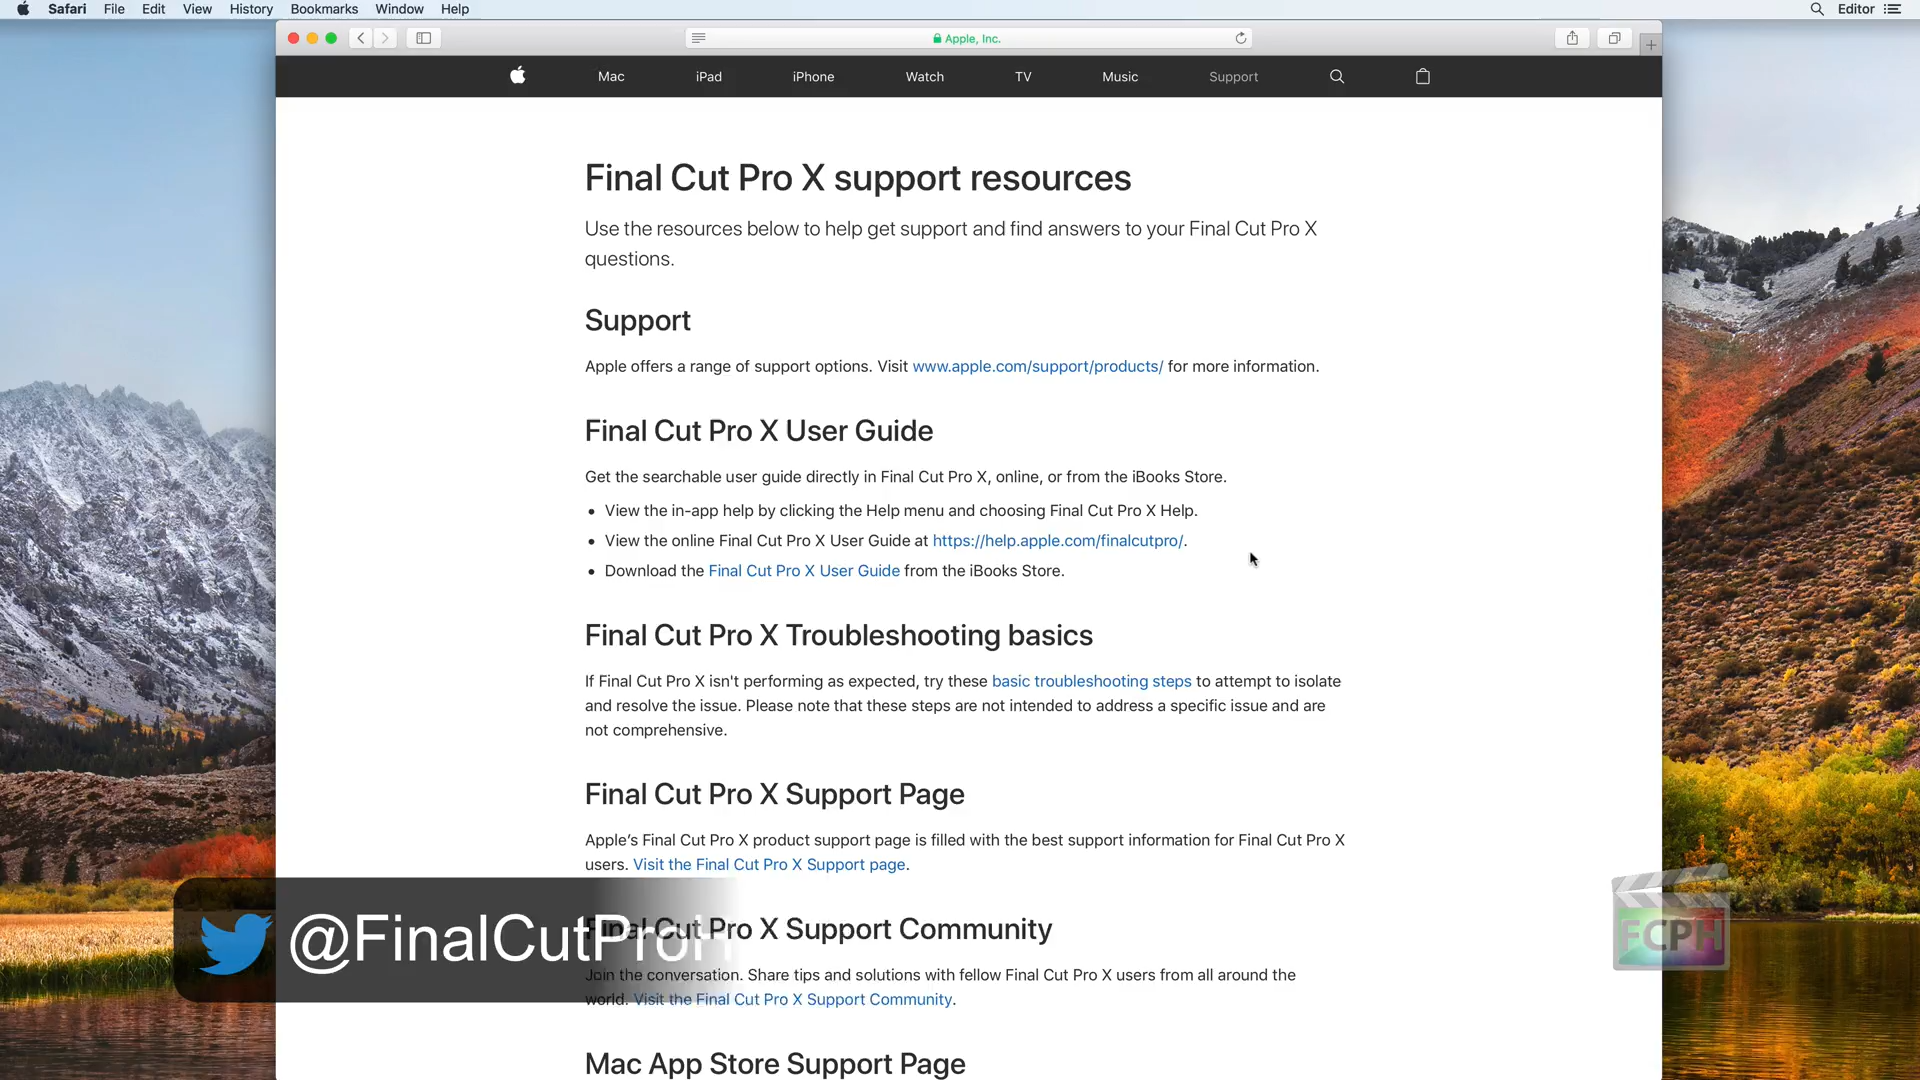 Safari File Edit View History Bookmarks Window Help Editor
Apple, Inc.
Mac iPad iPhone Watch TV Music Support
Final Cut Pro X support resources
Use the resources below to help get support and find answers to your Final Cut Pro X
questions.
Support
Apple offers a range of support options. Visit www.apple.com/support/products/ for more information.
Final Cut Pro X User Guide
Get the searchable user guide directly in Final Cut Pro X, online, or from the iBooks Store.
• View the in-app help by clicking the Help menu and choosing Final Cut Pro X Help.
• View the online Final Cut Pro X User Guide at https://help.apple.com/finalcutpro/.
• Download the Final Cut Pro X User Guide from the iBooks Store.
Final Cut Pro X Troubleshooting basics
If Final Cut Pro X isn't performing as expected, try these basic troubleshooting steps to attempt to isolate
and resolve the issue. Please note that these steps are not intended to address a specific issue and are
not comprehensive.
Final Cut Pro X Support Page
Apple’s Final Cut Pro X product support page is filled with the best support information for Final Cut Pro X
users. Visit the Final Cut Pro X Support page.
Final Cut Pro X Support Community
@FinalCutProH
FCPH
Join the conversation. Share tips and solutions with fellow Final Cut Pro X users from all around the
world. Visit the Final Cut Pro X Support Community.
Mac App Store Support Page